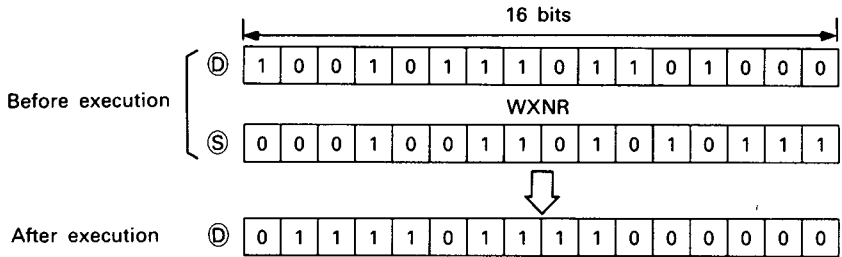 16 bits
Ⓓ 1 0 0 1 0 1 1 1 0 1 1 0 1 0 0 0
Before execution
WXNR
Ⓢ 0 0 0 1 0 0 1 1 0 1 0 1 0 1 1 1
After execution Ⓓ 0 1 1 1 1 0 1 1 1 1 0 0 0 0 0 0